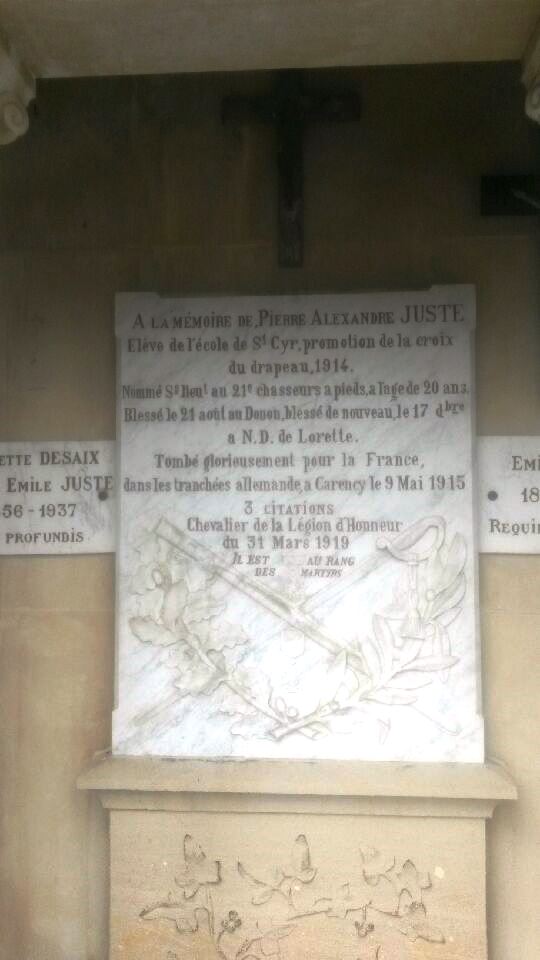 A LA MÉMOIRE DE, PIERRE ALEXANDRE JUSTE
Elève de l'école de St Cyr, promotion de la croix
du drapeau, 1914.
Nommé Ss lieut au 21e chasseurs a pieds, a l'age de 20 ans.
Blessé le 21 août au Donon, blessé de nouveau, le 17 dbre
a N.D. de Lorette.
Tombé glorieusement pour la France,
dans les tranchées allemande, a Carency le 9 Mai 1915
3 CITATIONS
Chevalier de la Légion d'Honneur
du 31 Mars 1919
IL EST AU RANG
DES MARTYRS
ETTE DESAIX
EMILE JUSTE
56 - 1937
PROFUNDIS
EMI
18
REQUI